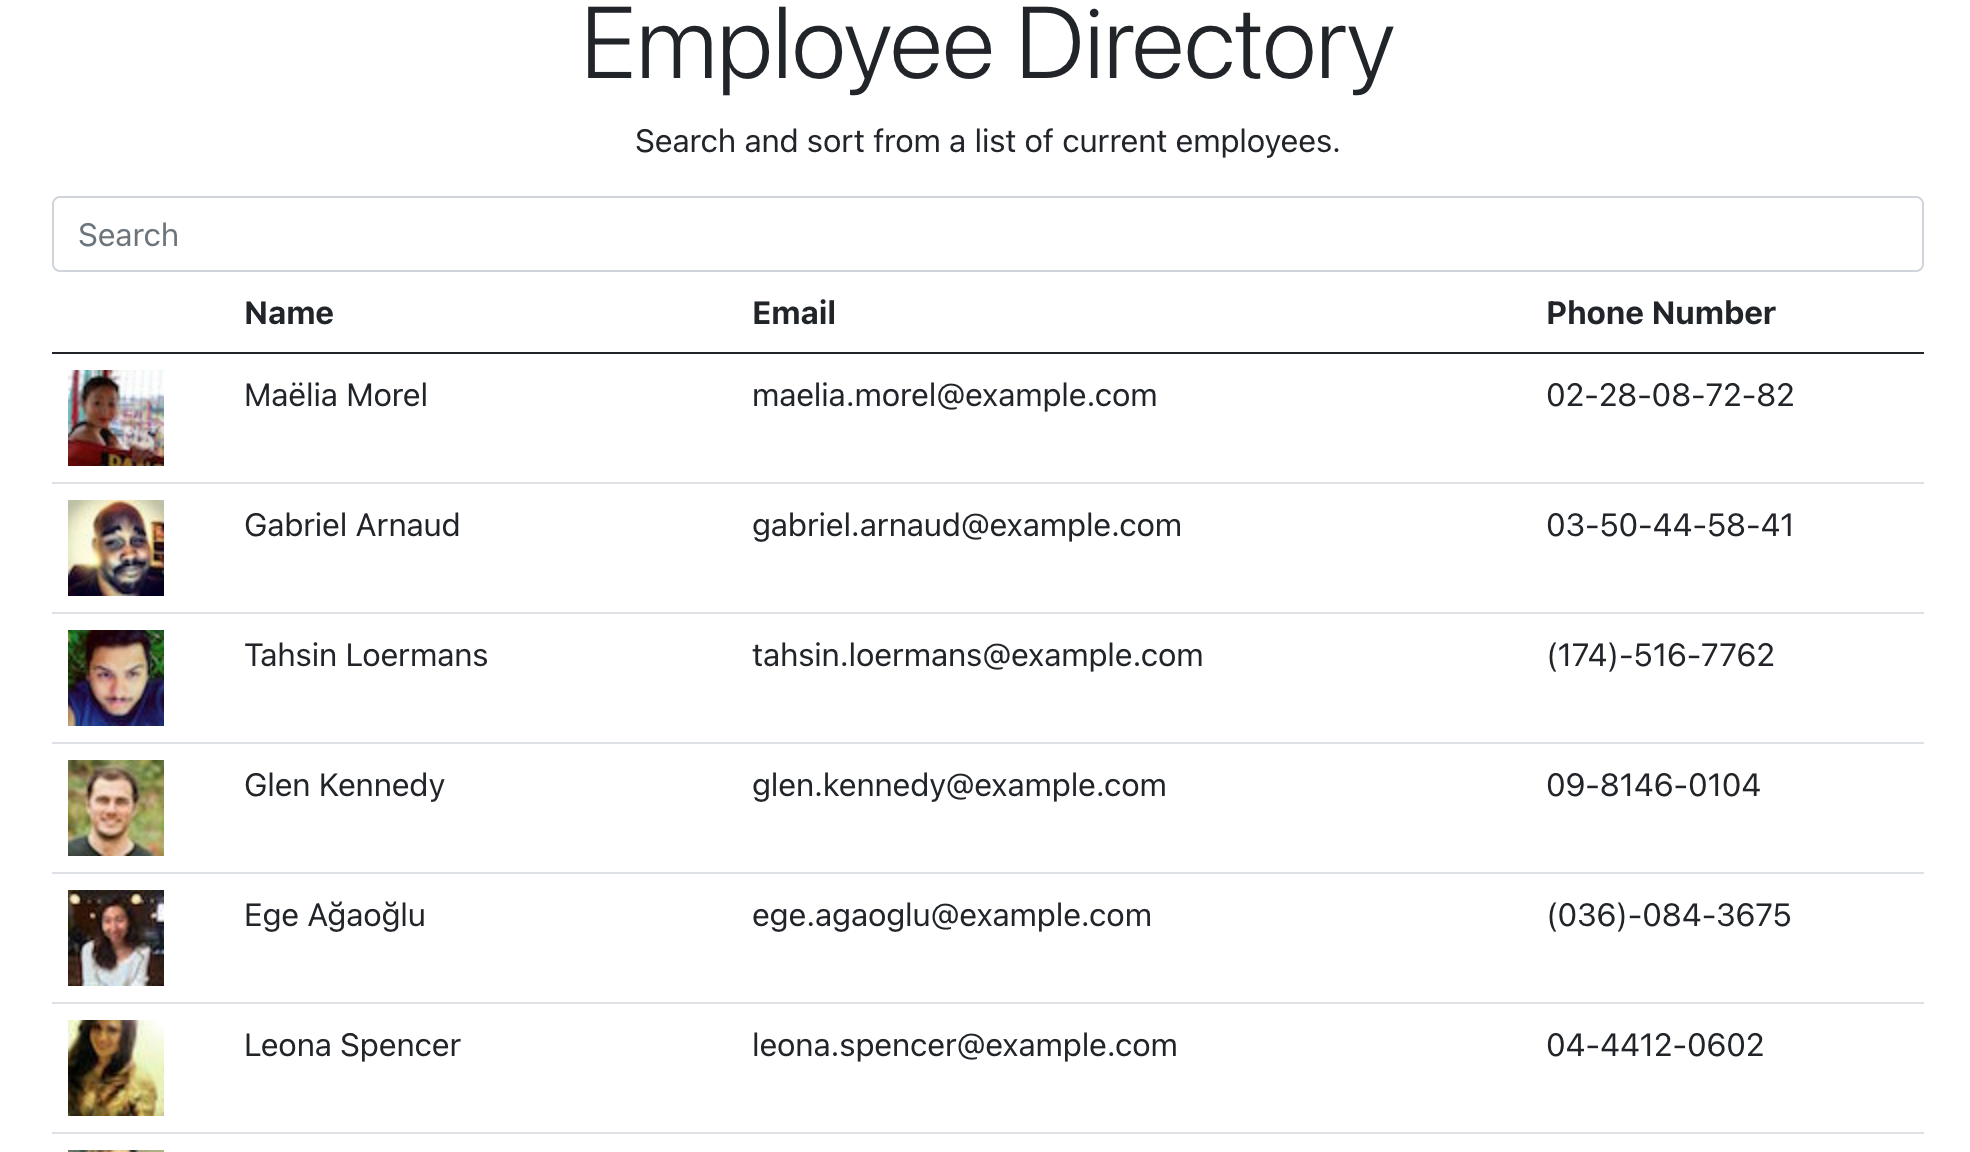 Employee Directory
Search and sort from a list of current employees.
Search
Name Email Phone Number
Maëlia Morel maelia.morel@example.com 02-28-08-72-82
Gabriel Arnaud gabriel.arnaud@example.com 03-50-44-58-41
Tahsin Loermans tahsin.loermans@example.com (174)-516-7762
Glen Kennedy glen.kennedy@example.com 09-8146-0104
Ege Ağaoğlu ege.agaoglu@example.com (036)-084-3675
Leona Spencer leona.spencer@example.com 04-4412-0602